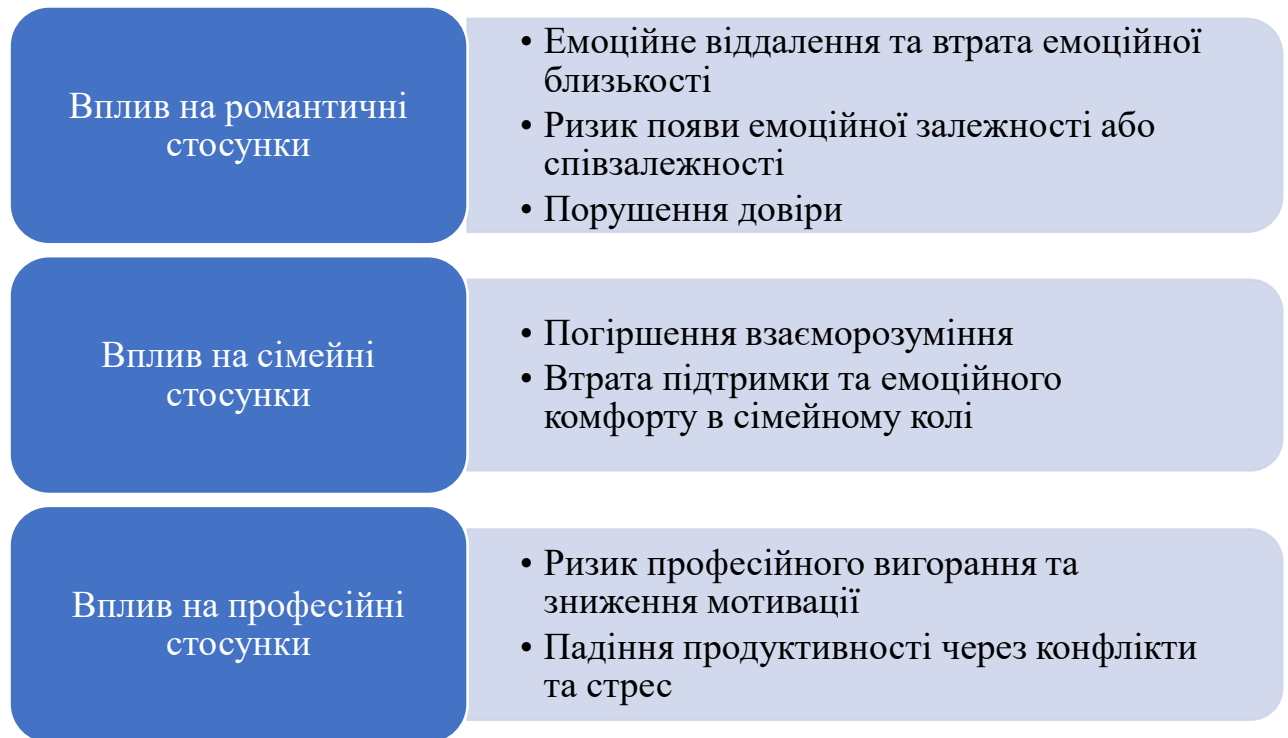 Вплив на романтичні
стосунки
• Емоційне віддалення та втрата емоційної
близькості
• Ризик появи емоційної залежності або
співзалежності
• Порушення довіри
Вплив на сімейні
стосунки
• Погіршення взаєморозуміння
• Втрата підтримки та емоційного
комфорту в сімейному колі
Вплив на професійні
стосунки
• Ризик професійного вигорання та
зниження мотивації
• Падіння продуктивності через конфлікти
та стрес